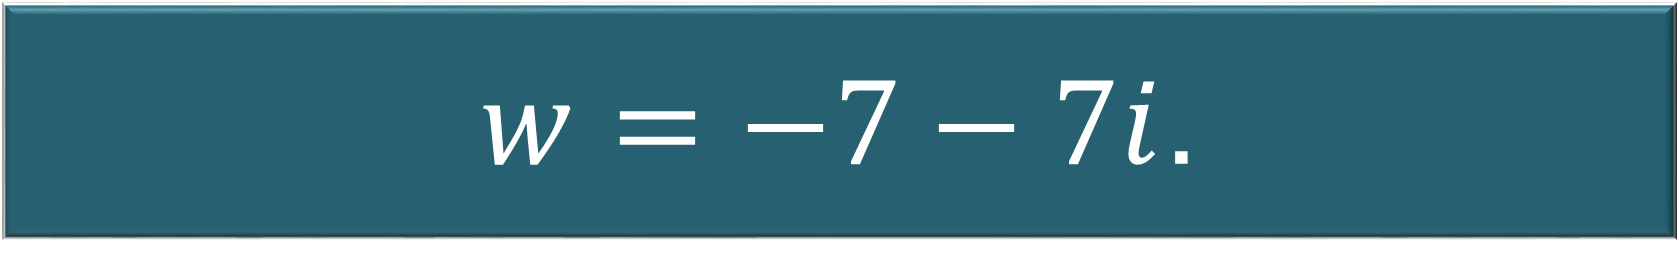 w = −7 − 7i.